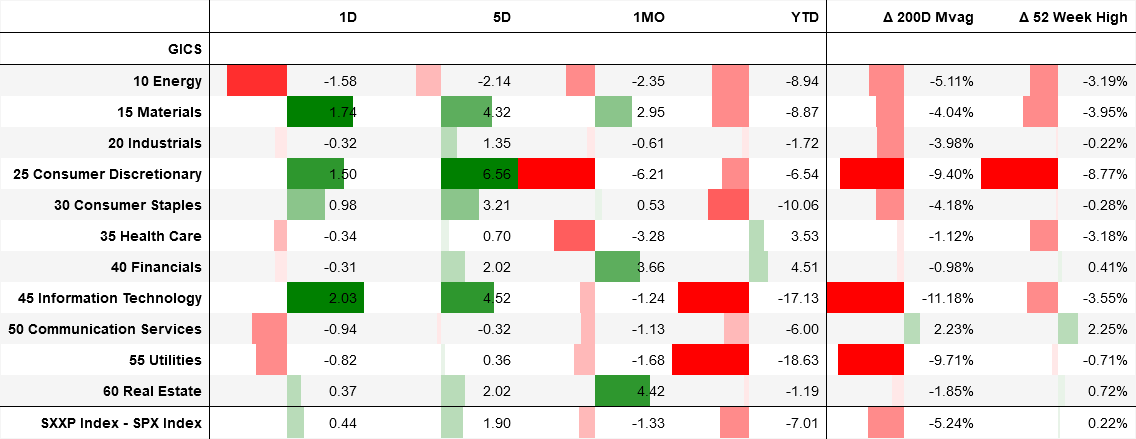 1D 5D 1MO YTD Δ 200D Mvag Δ 52 Week High
GICS
10 Energy -1.58 -2.14 -2.35 -8.94 -5.11% -3.19%
15 Materials 1.74 4.32 2.95 -8.87 -4.04% -3.95%
20 Industrials -0.32 1.35 -0.61 -1.72 -3.98% -0.22%
25 Consumer Discretionary 1.50 6.56 -6.21 -6.54 -9.40% -8.77%
30 Consumer Staples 0.98 3.21 0.53 -10.06 -4.18% -0.28%
35 Health Care -0.34 0.70 -3.28 3.53 -1.12% -3.18%
40 Financials -0.31 2.02 3.66 4.51 -0.98% 0.41%
45 Information Technology 2.03 4.52 -1.24 -17.13 -11.18% -3.55%
50 Communication Services -0.94 -0.32 -1.13 -6.00 2.23% 2.25%
55 Utilities -0.82 0.36 -1.68 -18.63 -9.71% -0.71%
60 Real Estate 0.37 2.02 4.42 -1.19 -1.85% 0.72%
SXXP Index - SPX Index 0.44 1.90 -1.33 -7.01 -5.24% 0.22%